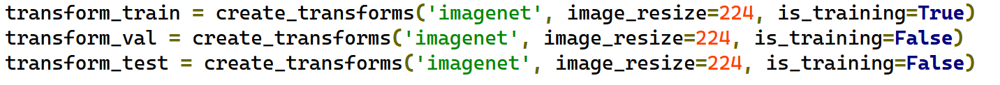 transform_train = create_transforms('imagenet', image_resize=224, is_training=True)
transform_val = create_transforms('imagenet', image_resize=224, is_training=False)
transform_test = create_transforms('imagenet', image_resize=224, is_training=False)